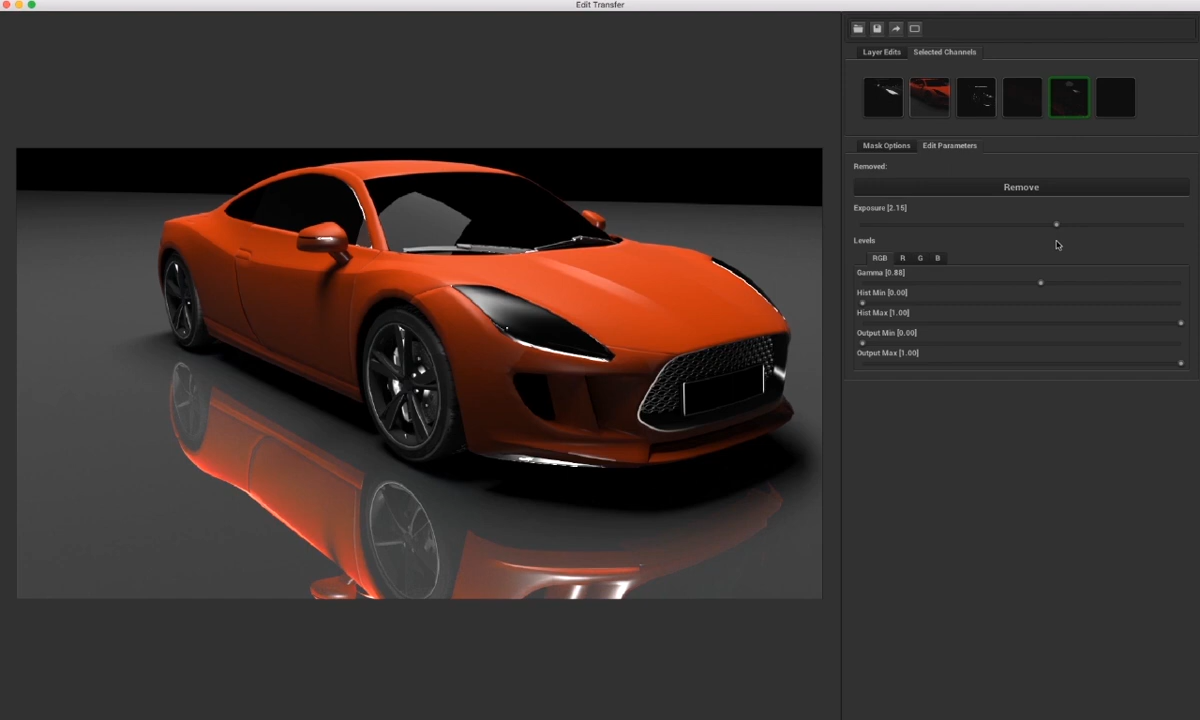 Edit Transfer
Layer Edits Selected Channels
Mask Options Edit Parameters
Removed:
Remove
Exposure [2.15]
Levels
RGB R G B
Gamma [0.88]
Hist Min [0.00]
Hist Max [1.00]
Output Min [0.00]
Output Max [1.00]